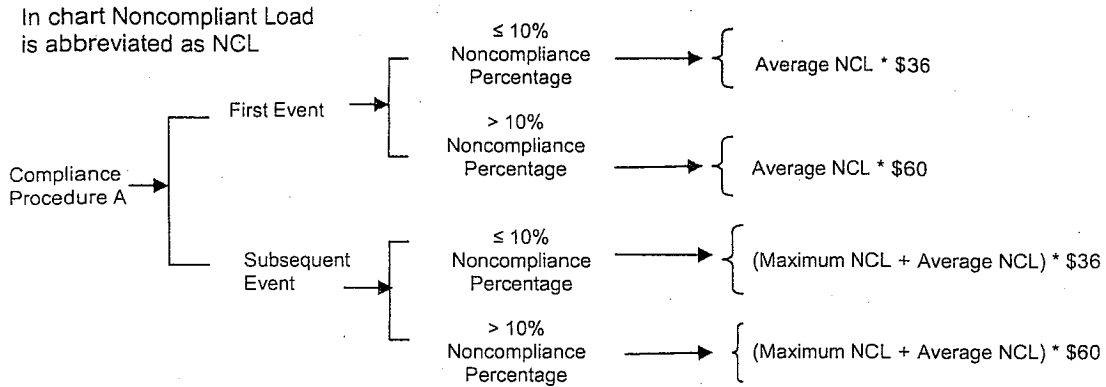 In chart Noncompliant Load
is abbreviated as NCL
≤ 10%
Noncompliance
Percentage
Average NCL * $36
First Event
> 10%
Noncompliance
Percentage
Average NCL * $60
Compliance
Procedure A
≤ 10%
Noncompliance
Percentage
(Maximum NCL + Average NCL) * $36
Subsequent
Event
> 10%
Noncompliance
Percentage
(Maximum NCL + Average NCL) * $60